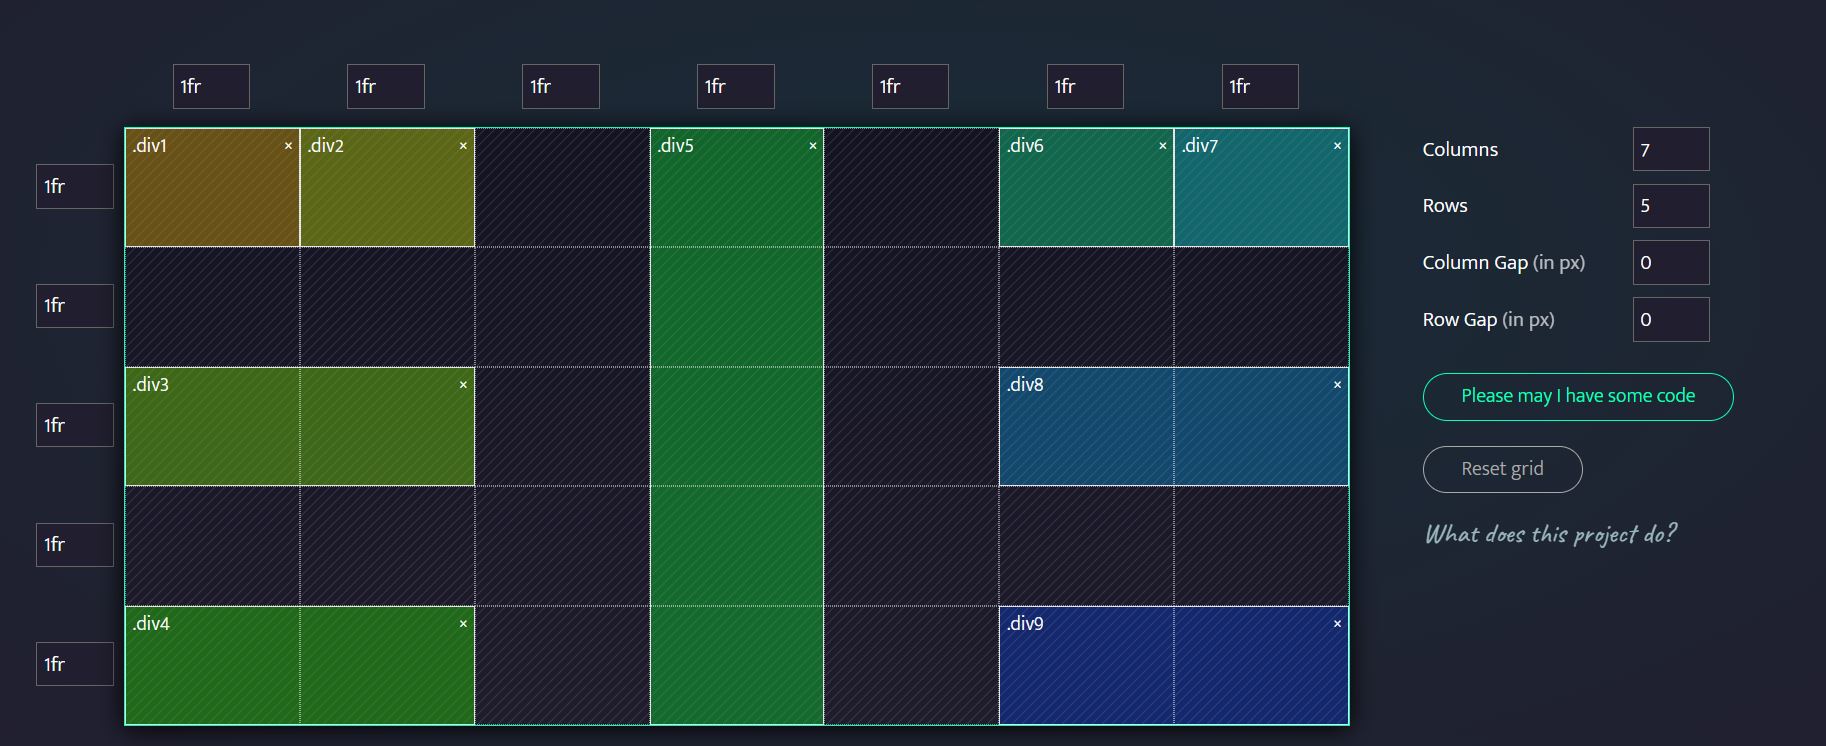 1fr 1fr 1fr 1fr 1fr 1fr 1fr
.div1 × .div2 × .div5 × .div6 × .div7 ×
1fr
1fr
.div3 × .div8 ×
1fr
1fr
.div4 × .div9 ×
1fr
Columns 7
Rows 5
Column Gap (in px) 0
Row Gap (in px) 0
Please may I have some code
Reset grid
What does this project do?